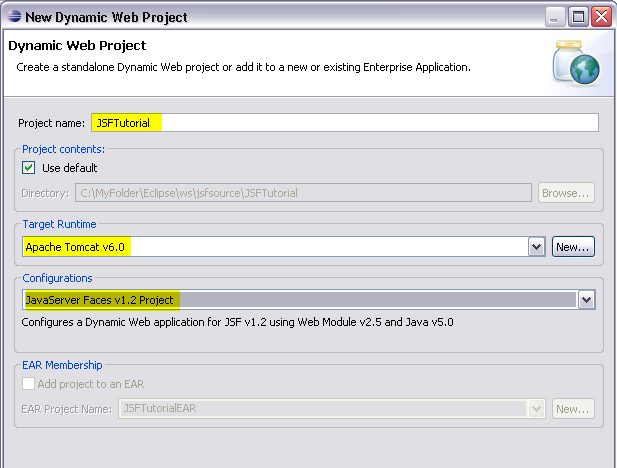 New Dynamic Web Project
Dynamic Web Project
Create a standalone Dynamic Web project or add it to a new or existing Enterprise Application.
Project name: JSFTutorial
Project contents:
Use default
Directory: C:\MyFolder\Eclipse\ws\jsfsource\JSFTutorial Browse...
Target Runtime
Apache Tomcat v6.0 New...
Configurations
JavaServer Faces v1.2 Project
Configures a Dynamic Web application for JSF v1.2 using Web Module v2.5 and Java v5.0
EAR Membership
Add project to an EAR
EAR Project Name: JSFTutorialEAR New...